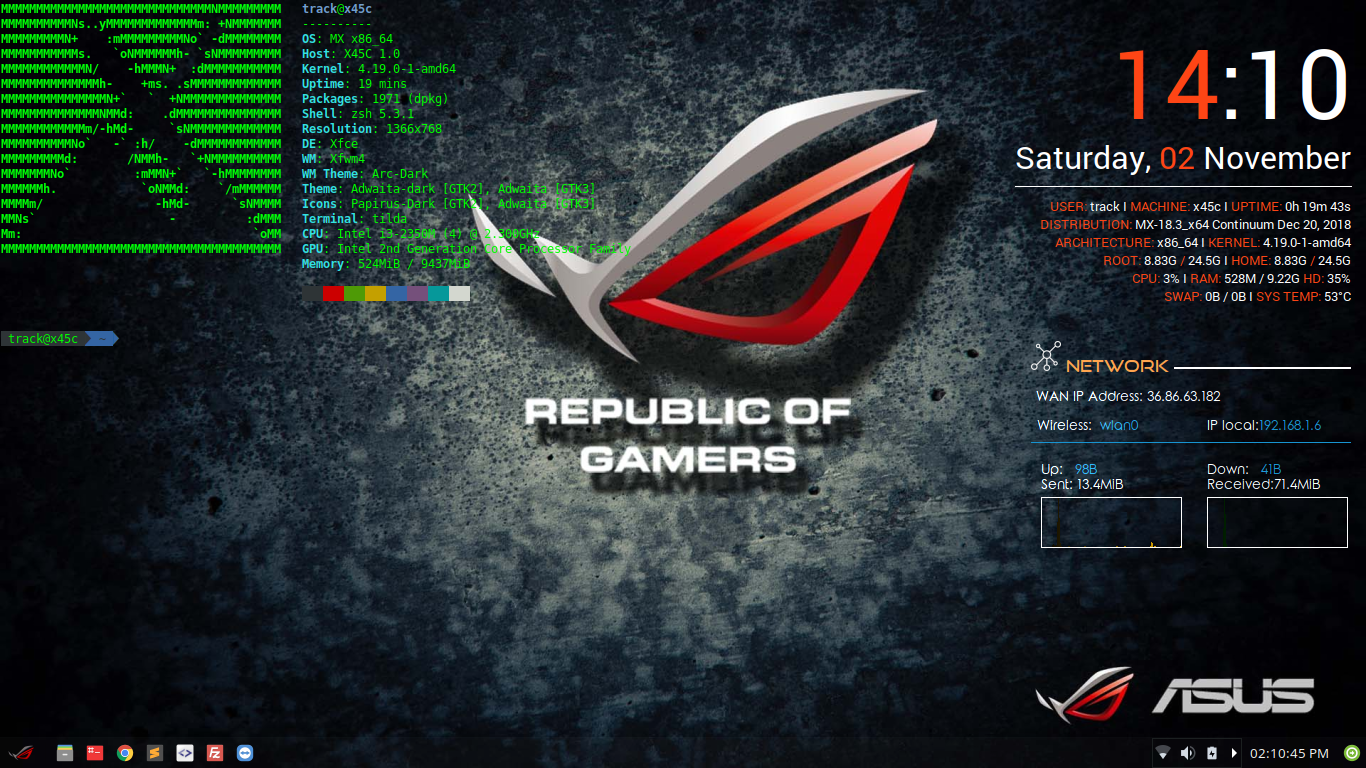 track@x45c
----------
OS: MX x86_64
Host: X45C 1.0
Kernel: 4.19.0-1-amd64
Uptime: 19 mins
Packages: 1971 (dpkg)
Shell: zsh 5.3.1
Resolution: 1366x768
DE: Xfce
WM: Xfwm4
WM Theme: Arc-Dark
Theme: Adwaita-dark [GTK2], Adwaita [GTK3]
Icons: Papirus-Dark [GTK2], Adwaita [GTK3]
Terminal: tilda
CPU: Intel i3-2350M (4) @ 2.300GHz
GPU: Intel 2nd Generation Core Processor Family
Memory: 524MiB / 9437MiB
track@x45c ~
REPUBLIC OF
GAMERS
14:10
Saturday, 02 November
USER: track I MACHINE: x45c I UPTIME: 0h 19m 43s
DISTRIBUTION: MX-18.3_x64 Continuum Dec 20, 2018
ARCHITECTURE: x86_64 I KERNEL: 4.19.0-1-amd64
ROOT: 8.83G / 24.5G I HOME: 8.83G / 24.5G
CPU: 3% I RAM: 528M / 9.22G HD: 35%
SWAP: 0B / 0B I SYS TEMP: 53°C
NETWORK
WAN IP Address: 36.86.63.182
Wireless: wlan0 IP local:192.168.1.6
Up: 98B Down: 41B
Sent: 13.4MiB Received:71.4MiB
ASUS
02:10:45 PM